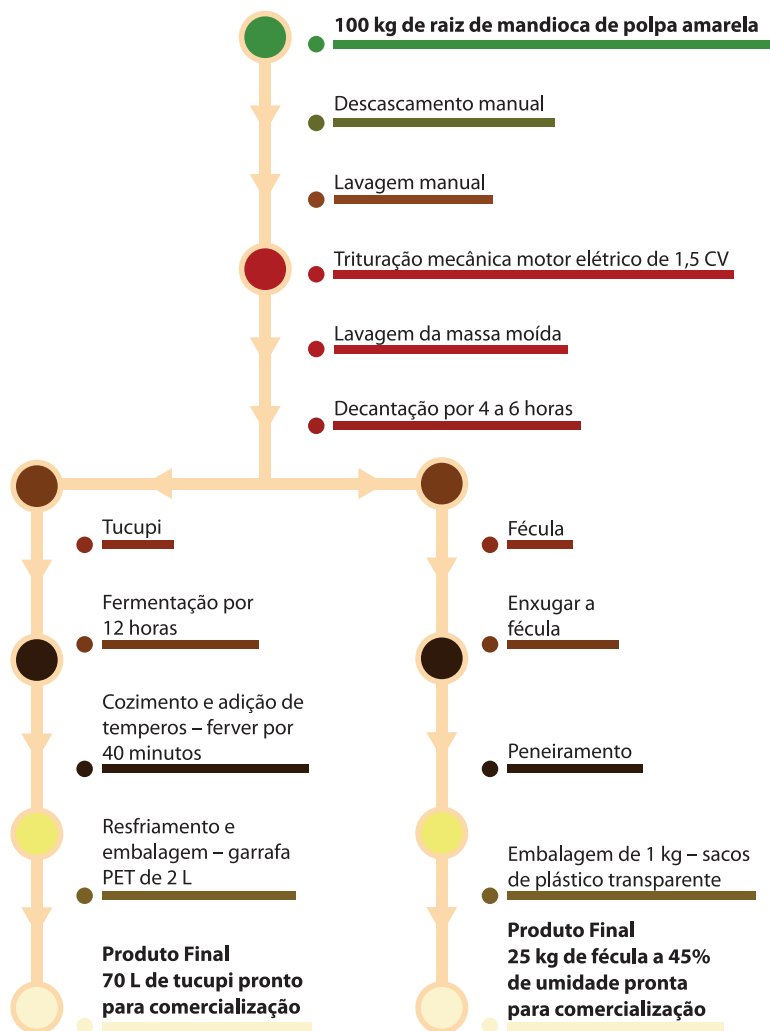 100 kg de raiz de mandioca de polpa amarela
Descascamento manual
Lavagem manual
Trituração mecânica motor elétrico de 1,5 CV
Lavagem da massa moída
Decantação por 4 a 6 horas
Tucupi
Fermentação por
12 horas
Cozimento e adição de
temperos – ferver por
40 minutos
Resfriamento e
embalagem – garrafa
PET de 2 L
Produto Final
70 L de tucupi pronto
para comercialização
Fécula
Enxugar a
fécula
Peneiramento
Embalagem de 1 kg – sacos
de plástico transparente
Produto Final
25 kg de fécula a 45%
de umidade pronta
para comercialização